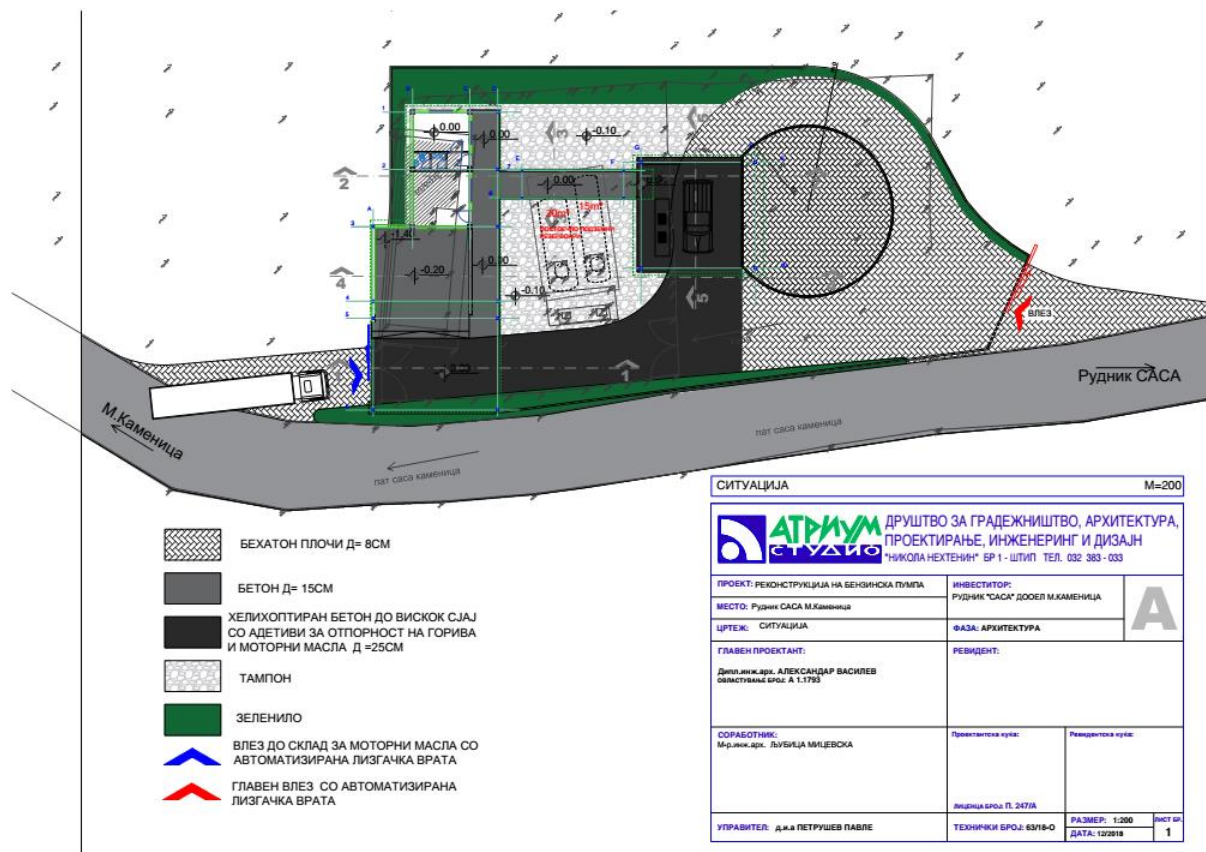 0.00
0.00
-0.10
0.00
20m³
15m³
-1.40
-0.20
0.00
-0.10
0.00
1
2
3
4
5
5
ВЛЕЗ
Рудник САСА
М.Каменица
пат саса каменица
пат саса каменица
БЕХАТОН ПЛОЧИ Д= 8СМ
БЕТОН Д= 15СМ
ХЕЛИХОПТИРАН БЕТОН ДО ВИСКОК СЈАЈ
СО АДЕТИВИ ЗА ОТПОРНОСТ НА ГОРИВА
И МОТОРНИ МАСЛА Д =25СМ
ТАМПОН
ЗЕЛЕНИЛО
ВЛЕЗ ДО СКЛАД ЗА МОТОРНИ МАСЛА СО
АВТОМАТИЗИРАНА ЛИЗГАЧКА ВРАТА
ГЛАВЕН ВЛЕЗ СО АВТОМАТИЗИРАНА
ЛИЗГАЧКА ВРАТА
СИТУАЦИЈА М=200
АТРИУМ
СТУДИО
ДРУШТВО ЗА ГРАДЕЖНИШТВО, АРХИТЕКТУРА,
ПРОЕКТИРАЊЕ, ИНЖЕНЕРИНГ И ДИЗАЈН
"НИКОЛА НЕХТЕНИН" БР 1 - ШТИП ТЕЛ. 032 383 - 033
ПРОЕКТ: РЕКОНСТРУКЦИЈА НА БЕНЗИНСКА ПУМПА
МЕСТО: Рудник САСА М.Каменица
ЦРТЕЖ: СИТУАЦИЈА
ИНВЕСТИТОР:
РУДНИК "САСА" ДООЕЛ М.КАМЕНИЦА
ФАЗА: АРХИТЕКТУРА
А
ГЛАВЕН ПРОЕКТАНТ:
Дипл.инж.арх. АЛЕКСАНДАР ВАСИЛЕВ
ОВЛАСТУВАЊЕ БРОЈ: А 1.1793
РЕВИДЕНТ:
СОРАБОТНИК:
М-р.инж.арх. ЉУБИЦА МИЦЕВСКА
Проектантска куќа:
Ревидентска куќа:
ЛИЦЕНЦА БРОЈ: П. 247/А
УПРАВИТЕЛ: д.и.а ПЕТРУШЕВ ПАВЛЕ
ТЕХНИЧКИ БРОЈ: 63/18-О
РАЗМЕР: 1:200
ДАТА: 12/2018
ЛИСТ БР.
1